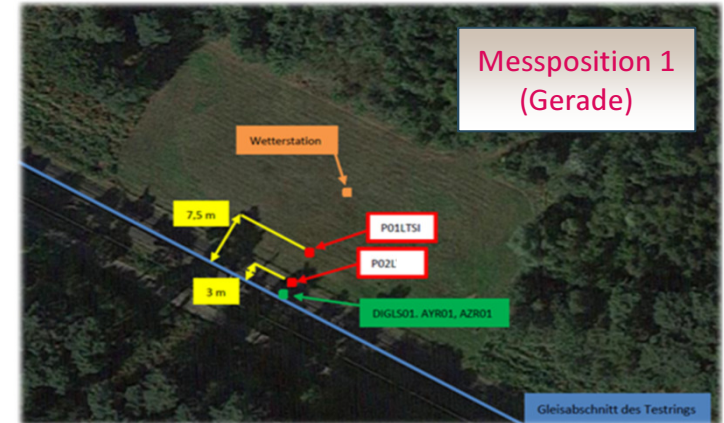 Messposition 1
(Gerade)
Wetterstation
7,5 m
P01LTSI
P02L
3 m
DIGLS01. AYR01, AZR01
Gleisabschnitt des Testrings